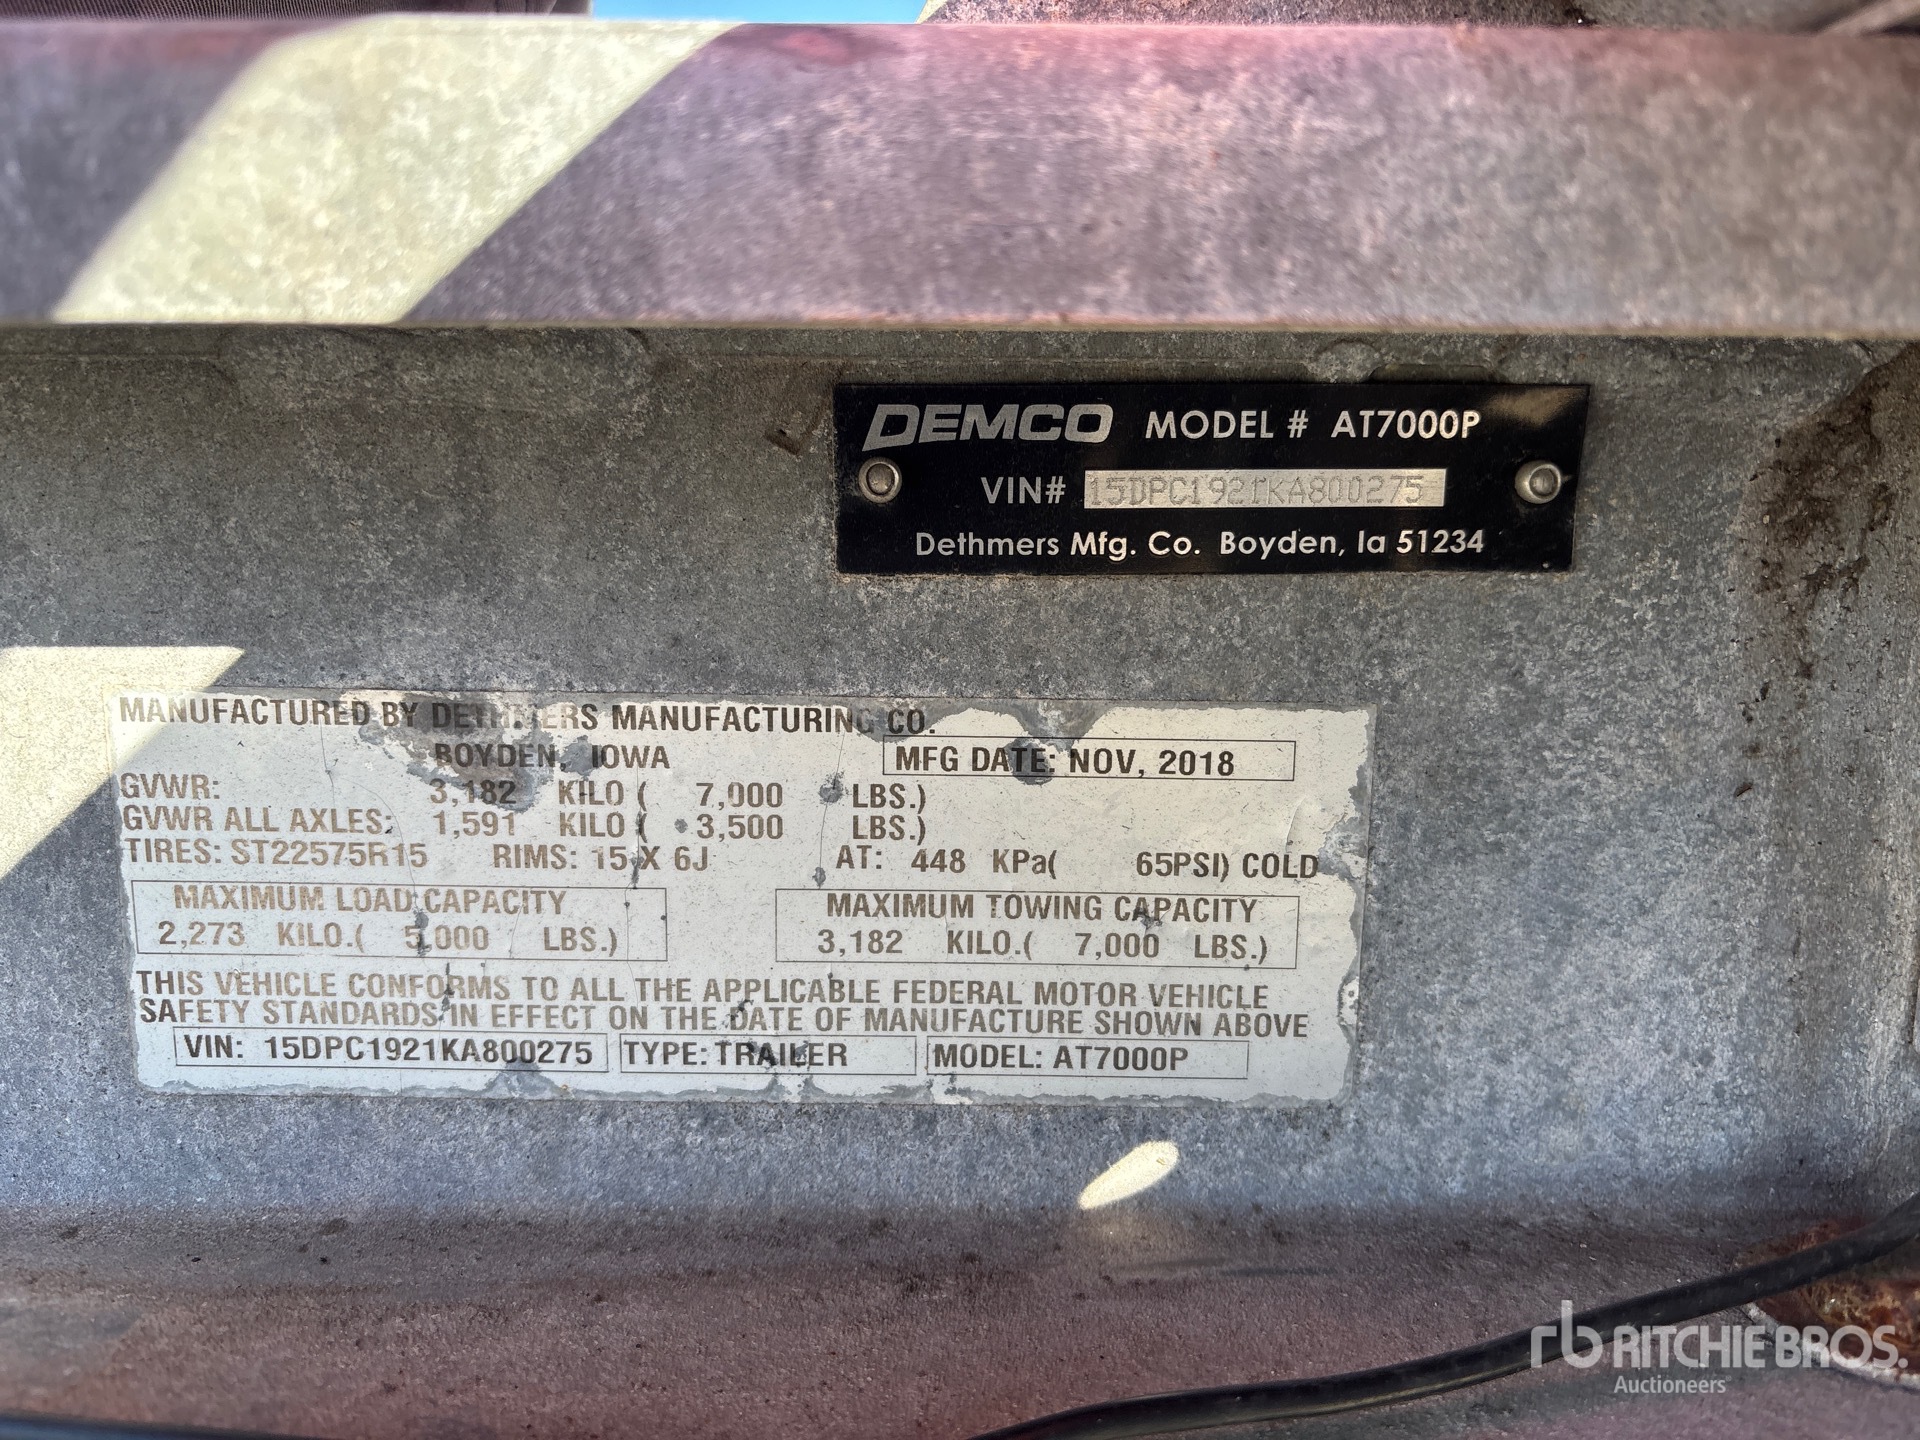 DEMCO MODEL # AT7000P
VIN# 15DPC1921KA800275
Dethmers Mfg. Co. Boyden, Ia 51234
MANUFACTURED BY DETHMERS MANUFACTURING CO.
BOYDEN, IOWA
MFG DATE: NOV, 2018
GVWR: 3,182 KILO ( 7,000 LBS.)
GVWR ALL AXLES: 1,591 KILO ( 3,500 LBS.)
TIRES: ST22575R15 RIMS: 15 X 6J AT: 448 KPa( 65PSI) COLD
MAXIMUM LOAD CAPACITY
2,273 KILO.( 5,000 LBS.)
MAXIMUM TOWING CAPACITY
3,182 KILO.( 7,000 LBS.)
THIS VEHICLE CONFORMS TO ALL THE APPLICABLE FEDERAL MOTOR VEHICLE
SAFETY STANDARDS IN EFFECT ON THE DATE OF MANUFACTURE SHOWN ABOVE
VIN: 15DPC1921KA800275 TYPE: TRAILER MODEL: AT7000P
rb RITCHIE BROS.
Auctioneers